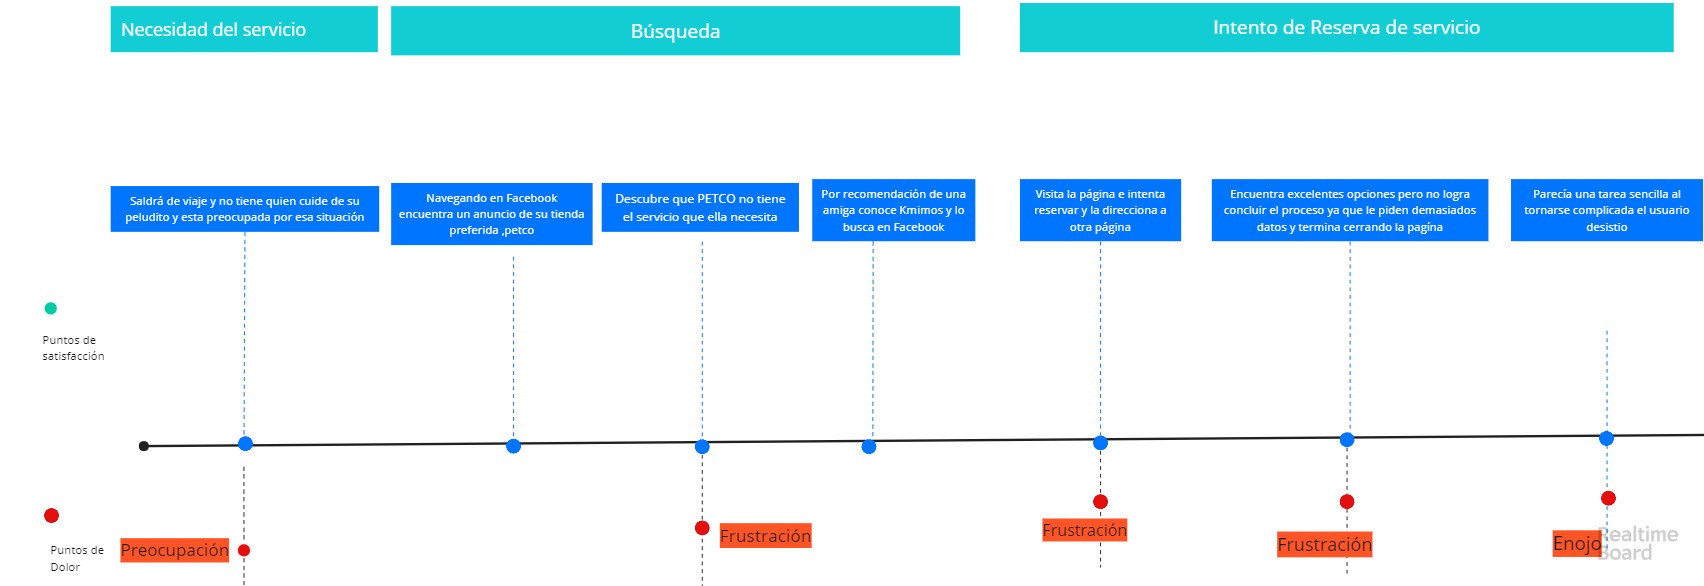 Necesidad del servicio
Búsqueda
Intento de Reserva de servicio
Saldrá de viaje y no tiene quien cuide de su
peludito y esta preocupada por esa situación
Navegando en Facebook
encuentra un anuncio de su tienda
preferida ,petco
Descubre que PETCO no tiene
el servicio que ella necesita
Por recomendación de una
amiga conoce Kmimos y lo
busca en Facebook
Visita la página e intenta
reservar y la direcciona a
otra página
Encuentra excelentes opciones pero no logra
concluir el proceso ya que le piden demasiados
datos y termina cerrando la pagína
Parecía una tarea sencilla al
tornarse complicada el usuario
desistio
Puntos de
satisfacción
Puntos de
Dolor
Preocupación
Frustración
Frustración
Frustración
Enojo
Realtime
Board